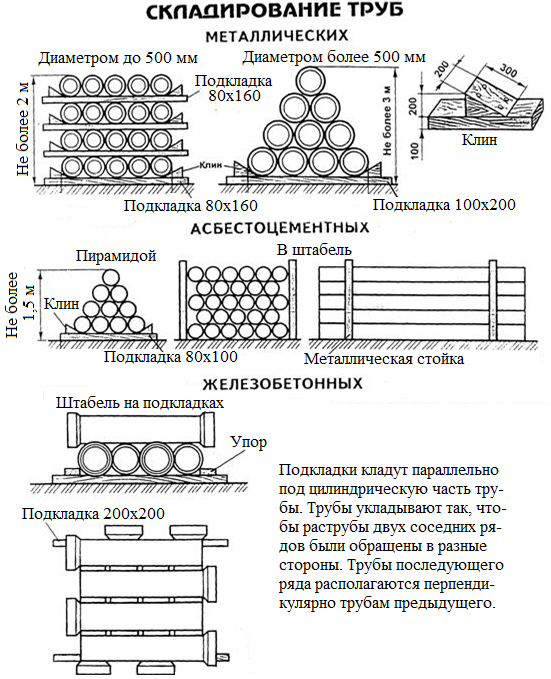 СКЛАДИРОВАНИЕ ТРУБ
МЕТАЛЛИЧЕСКИХ
Диаметром до 500 мм
Диаметром более 500 мм
Не более 2 м
Подкладка
80х160
Клин
Подкладка 80х160
Не более 3 м
Подкладка 100х200
200
300
200
100
Клин
АСБЕСТОЦЕМЕНТНЫХ
Пирамидой
В штабель
Не более
1,5 м
Клин
Подкладка 80х100
Металлическая стойка
ЖЕЛЕЗОБЕТОННЫХ
Штабель на подкладках
Упор
Подкладка 200х200
Подкладки кладут параллельно
под цилиндрическую часть тру-
бы. Трубы укладывают так, что-
бы раструбы двух соседних ря-
дов были обращены в разные
стороны. Трубы последующего
ряда располагаются перпенди-
кулярно трубам предыдущего.